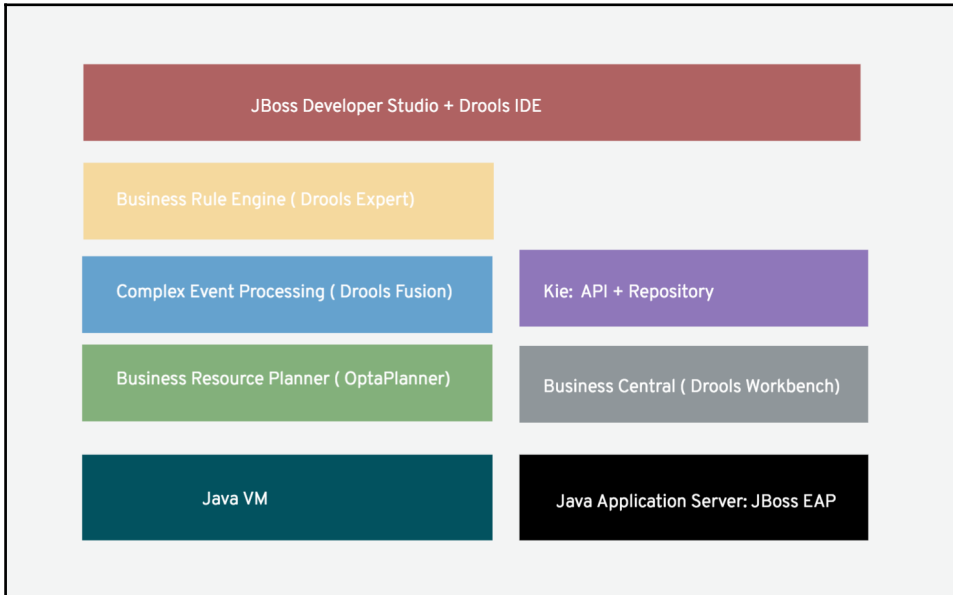 JBoss Developer Studio + Drools IDE
Business Rule Engine ( Drools Expert)
Complex Event Processing ( Drools Fusion)
Kie: API + Repository
Business Resource Planner ( OptaPlanner)
Business Central ( Drools Workbench)
Java VM
Java Application Server: JBoss EAP